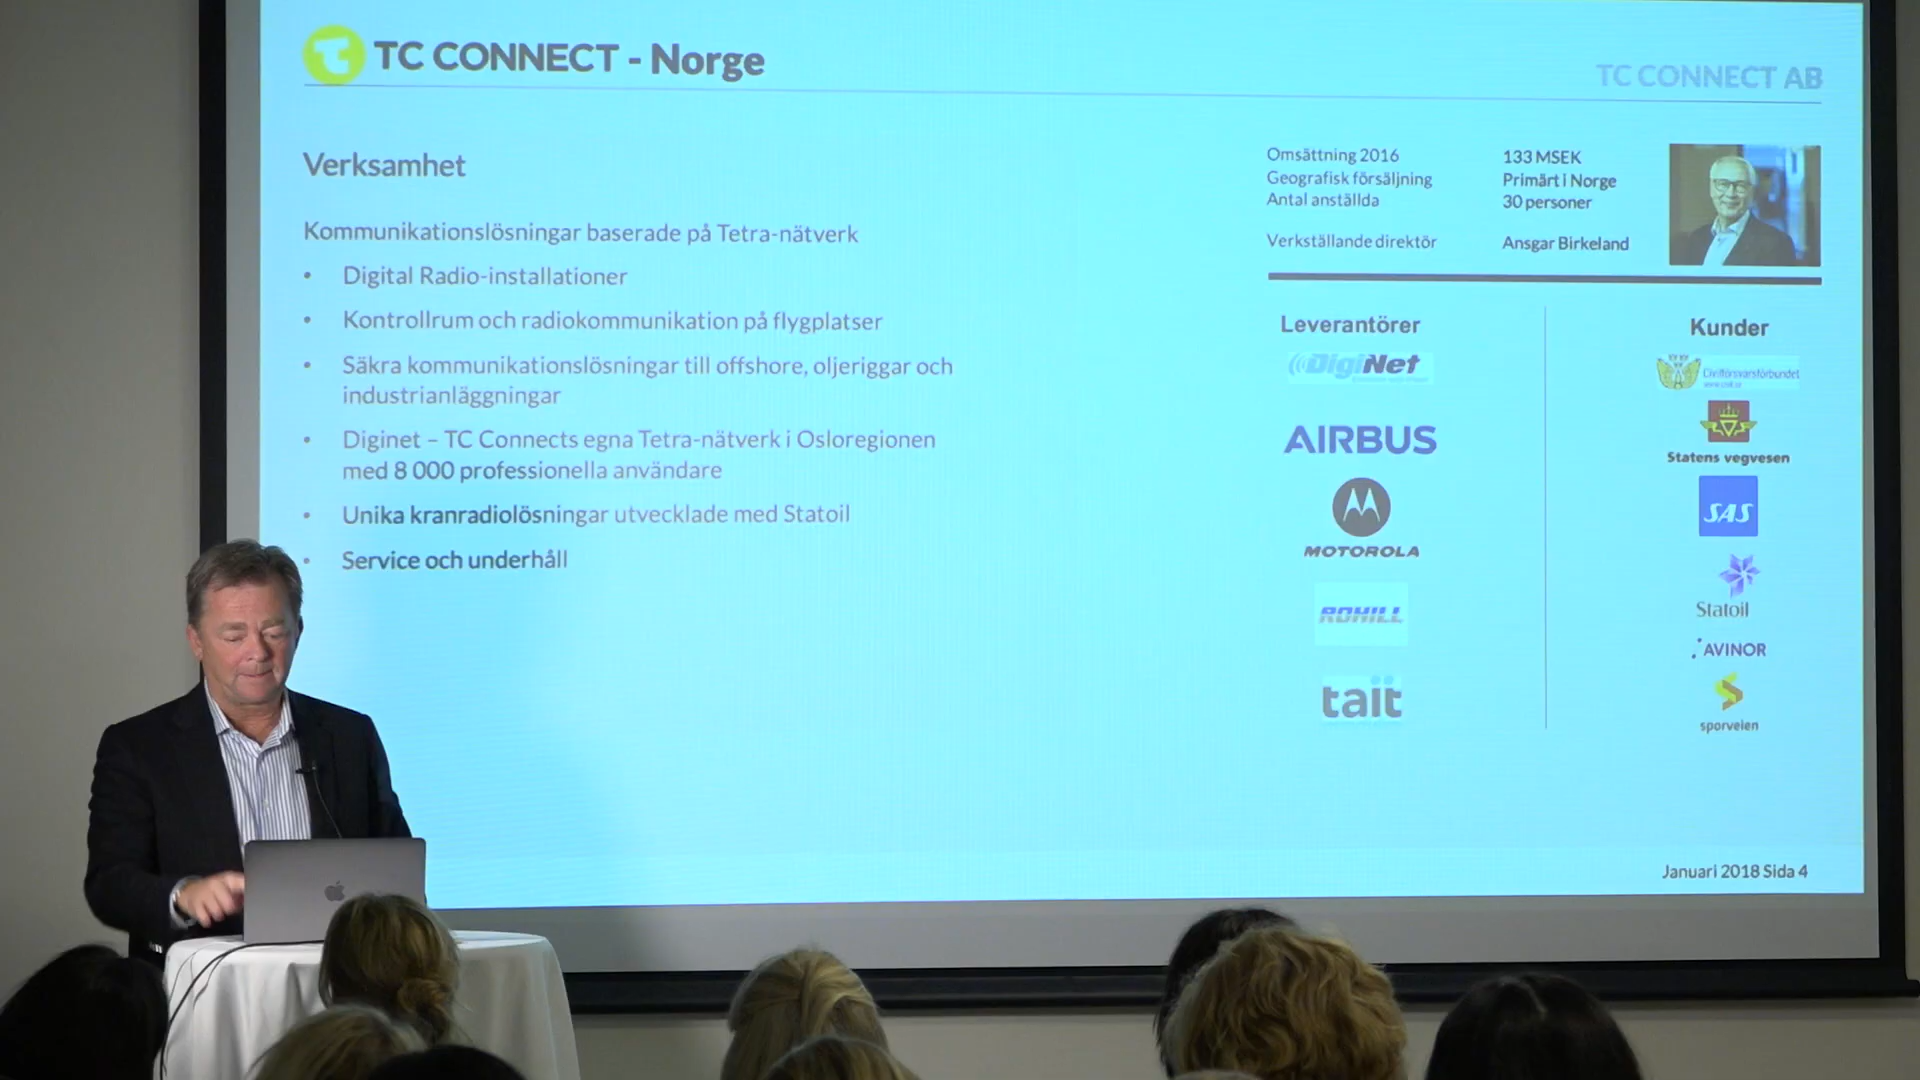 TC CONNECT - Norge
TC CONNECT AB
Verksamhet
Kommunikationslösningar baserade på Tetra-nätverk
• Digital Radio-installationer
• Kontrollrum och radiokommunikation på flygplatser
• Säkra kommunikationslösningar till offshore, oljeriggar och
industrianläggningar
• Diginet – TC Connects egna Tetra-nätverk i Osloregionen
med 8 000 professionella användare
• Unika kranradiolösningar utvecklade med Statoil
• Service och underhåll
Omsättning 2016 133 MSEK
Geografisk försäljning Primärt i Norge
Antal anställda 30 personer
Verkställande direktör Ansgar Birkeland
Leverantörer
DigiNet
AIRBUS
MOTOROLA
ROHILL
tait
Kunder
Civilförsvarsförbundet
Statens vegvesen
SAS
Statoil
AVINOR
sporveien
Januari 2018 Sida 4